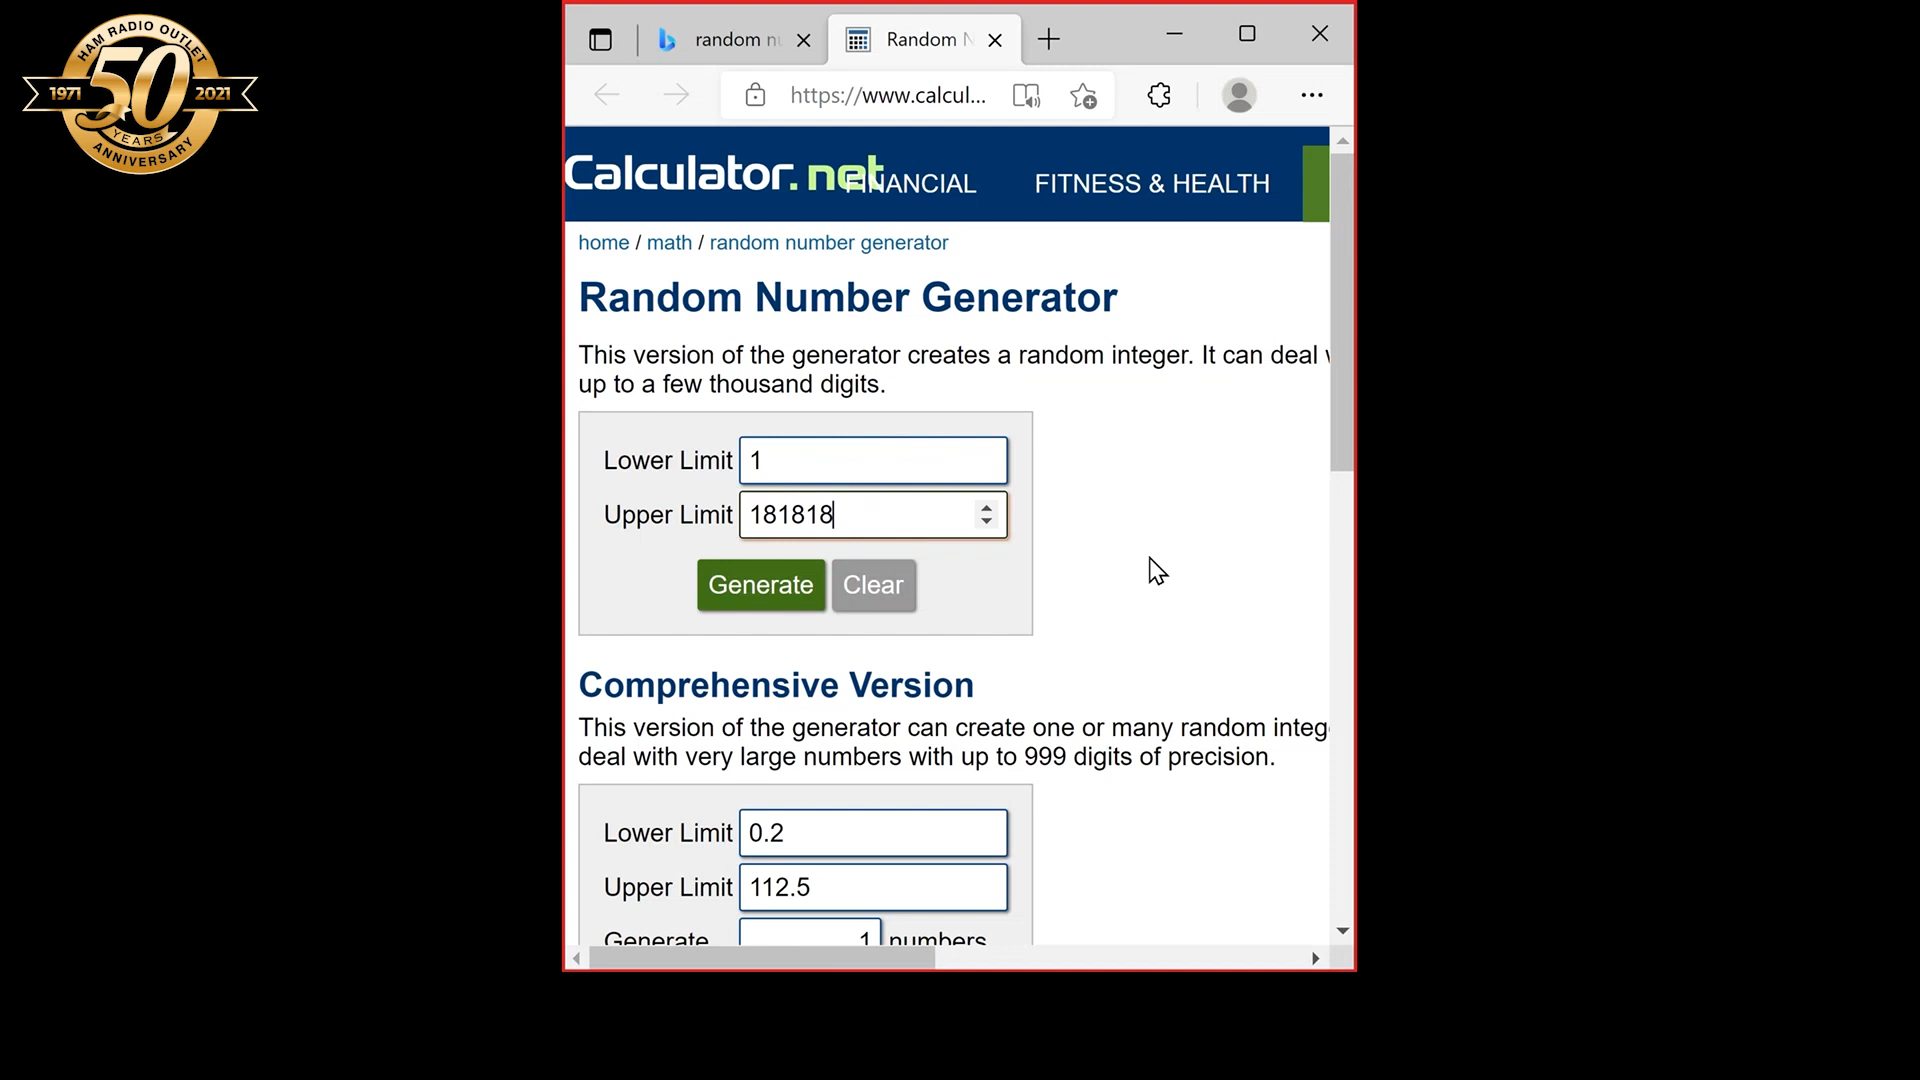 HAM RADIO OUTLET
1971 50 2021
YEARS
ANNIVERSARY
random nu
Random N
https://www.calcul...
Calculator.net
FINANCIAL
FITNESS & HEALTH
home / math / random number generator
Random Number Generator
This version of the generator creates a random integer. It can deal
up to a few thousand digits.
Lower Limit 1
Upper Limit 181818
Generate Clear
Comprehensive Version
This version of the generator can create one or many random integ
deal with very large numbers with up to 999 digits of precision.
Lower Limit 0.2
Upper Limit 112.5
Generate 1 numbers